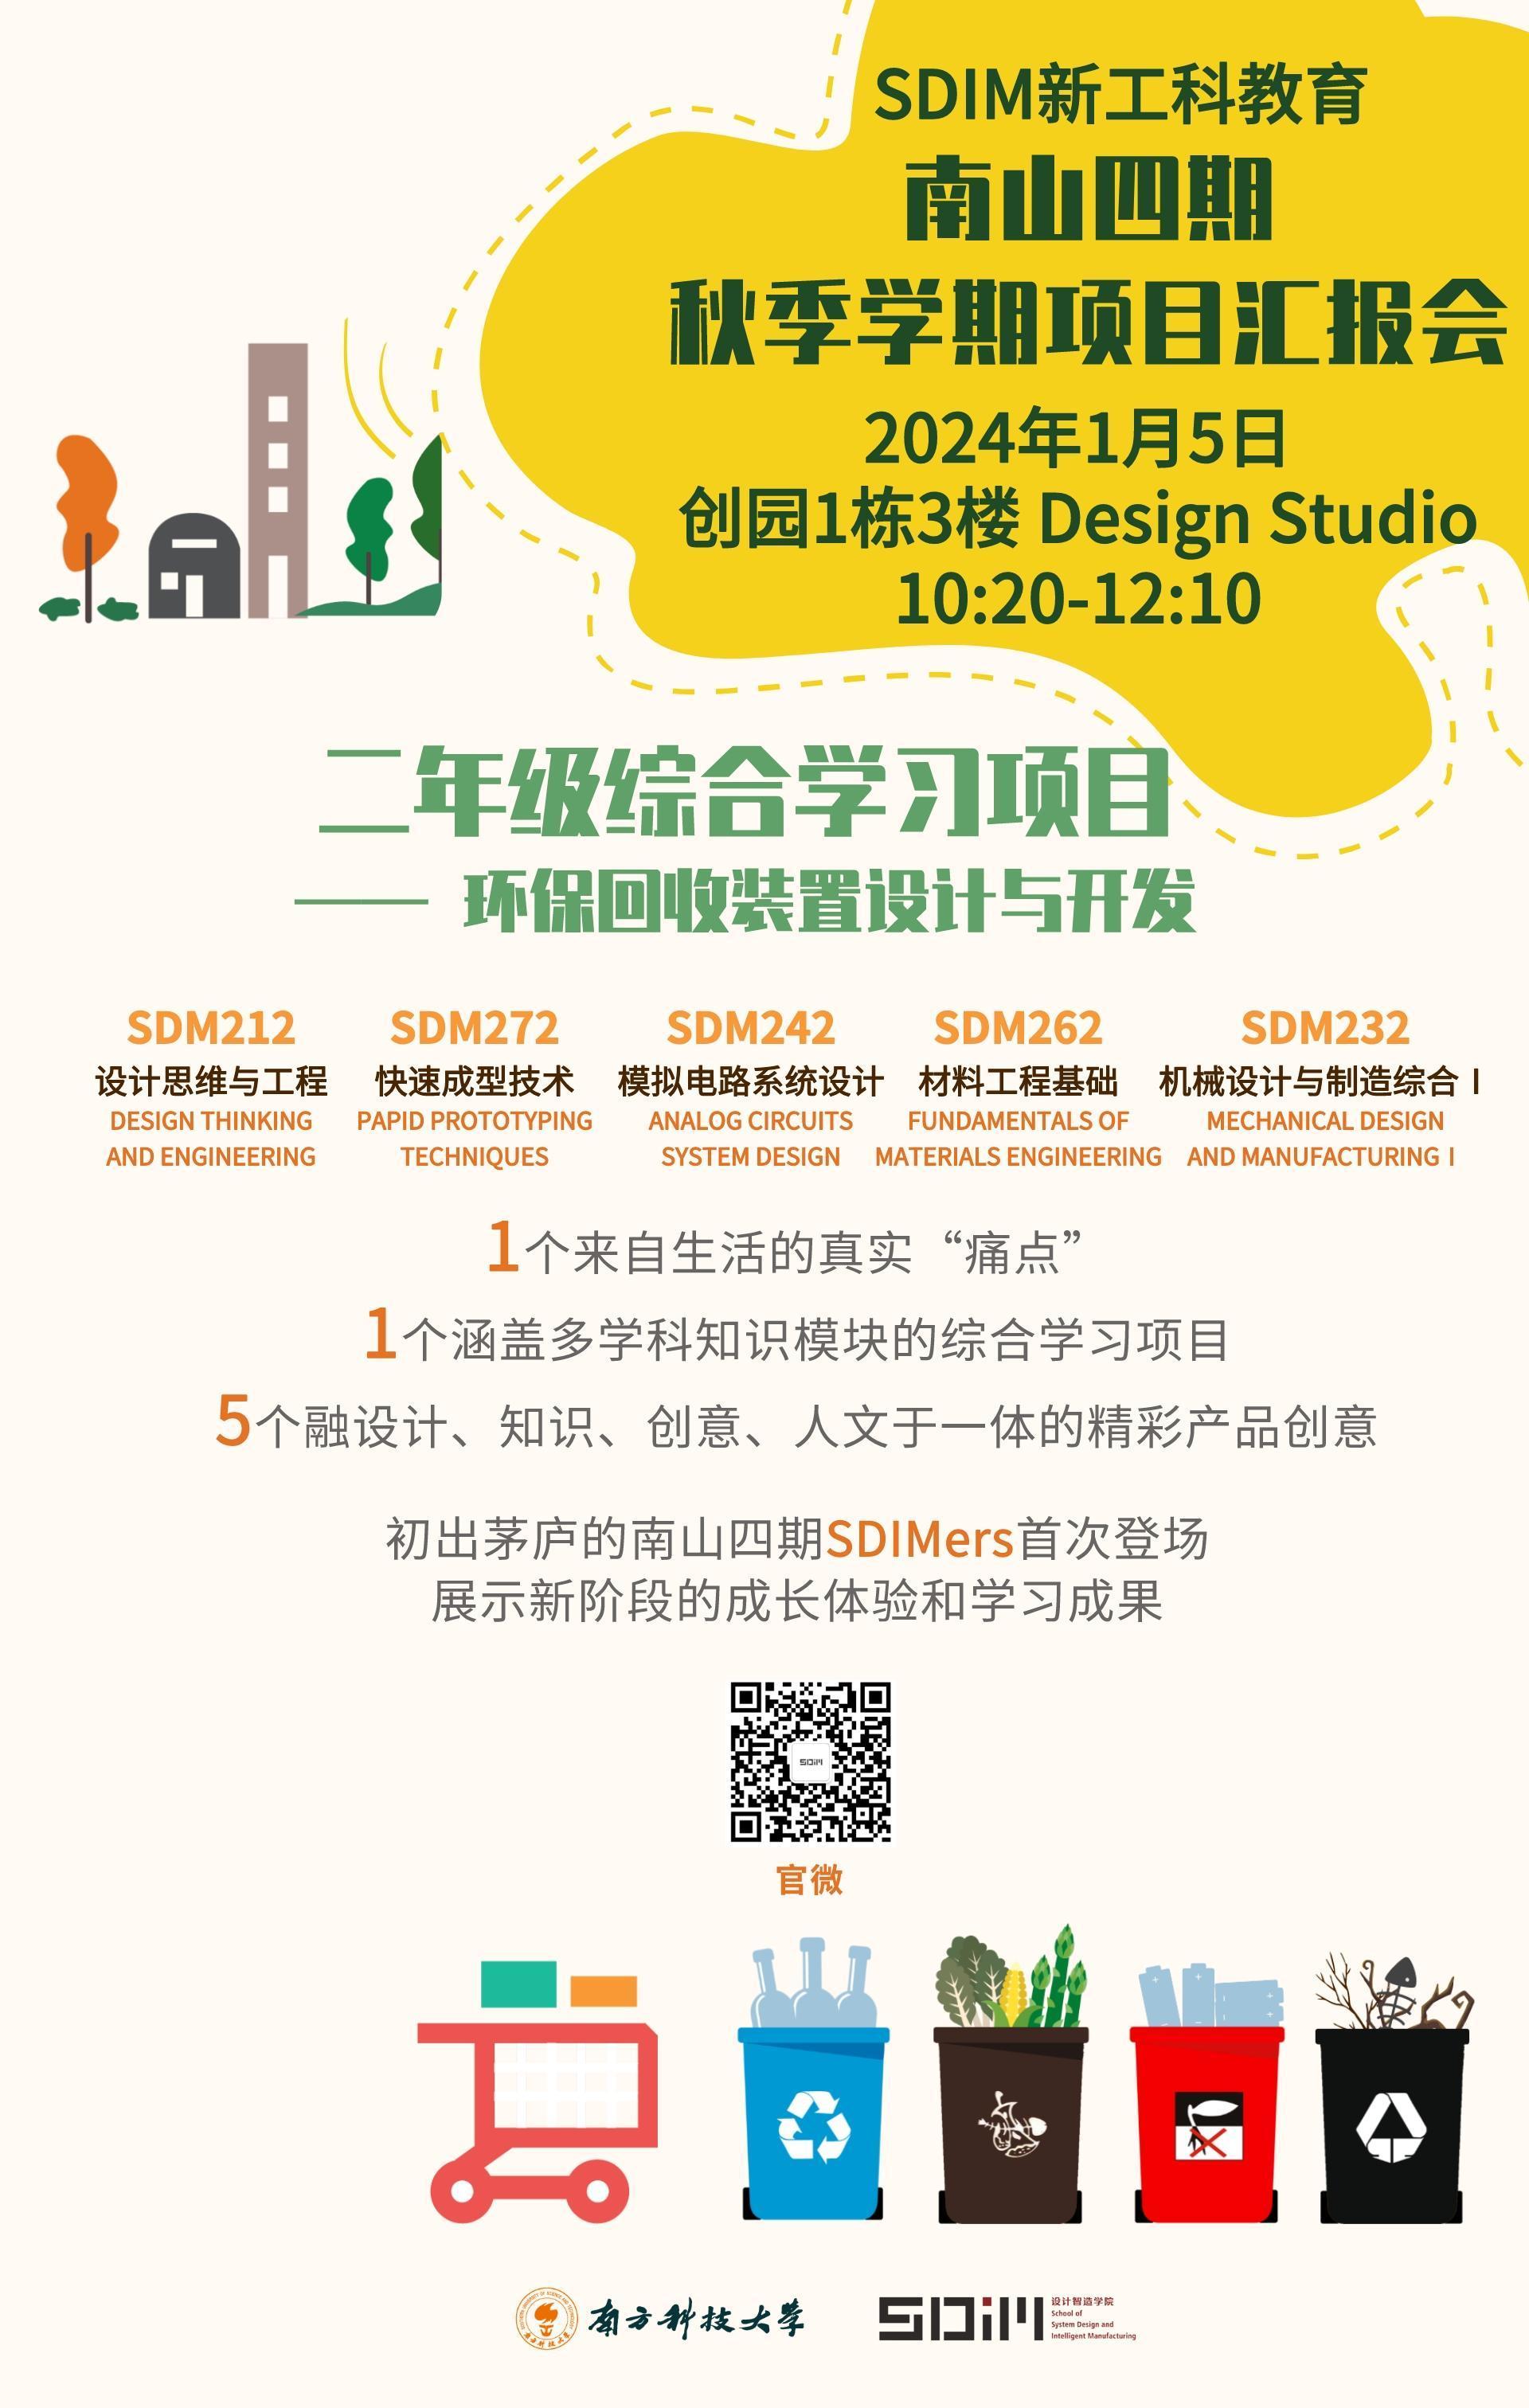 SDIM新工科教育
南山四期
秋季学期项目汇报会
2024年1月5日
创园1栋3楼 Design Studio
10:20-12:10
二年级综合学习项目
—— 环保回收装置设计与开发
SDM212
设计思维与工程
DESIGN THINKING
AND ENGINEERING
SDM272
快速成型技术
PAPID PROTOTYPING
TECHNIQUES
SDM242
模拟电路系统设计
ANALOG CIRCUITS
SYSTEM DESIGN
SDM262
材料工程基础
FUNDAMENTALS OF
MATERIALS ENGINEERING
SDM232
机械设计与制造综合 I
MECHANICAL DESIGN
AND MANUFACTURING I
1个来自生活的真实“痛点”
1个涵盖多学科知识模块的综合学习项目
5个融设计、知识、创意、人文于一体的精彩产品创意
初出茅庐的南山四期SDIMers首次登场
展示新阶段的成长体验和学习成果
SDiM
官微
南方科技大学
SDiM
设计智造学院
School of
System Design and
Intelligent Manufacturing